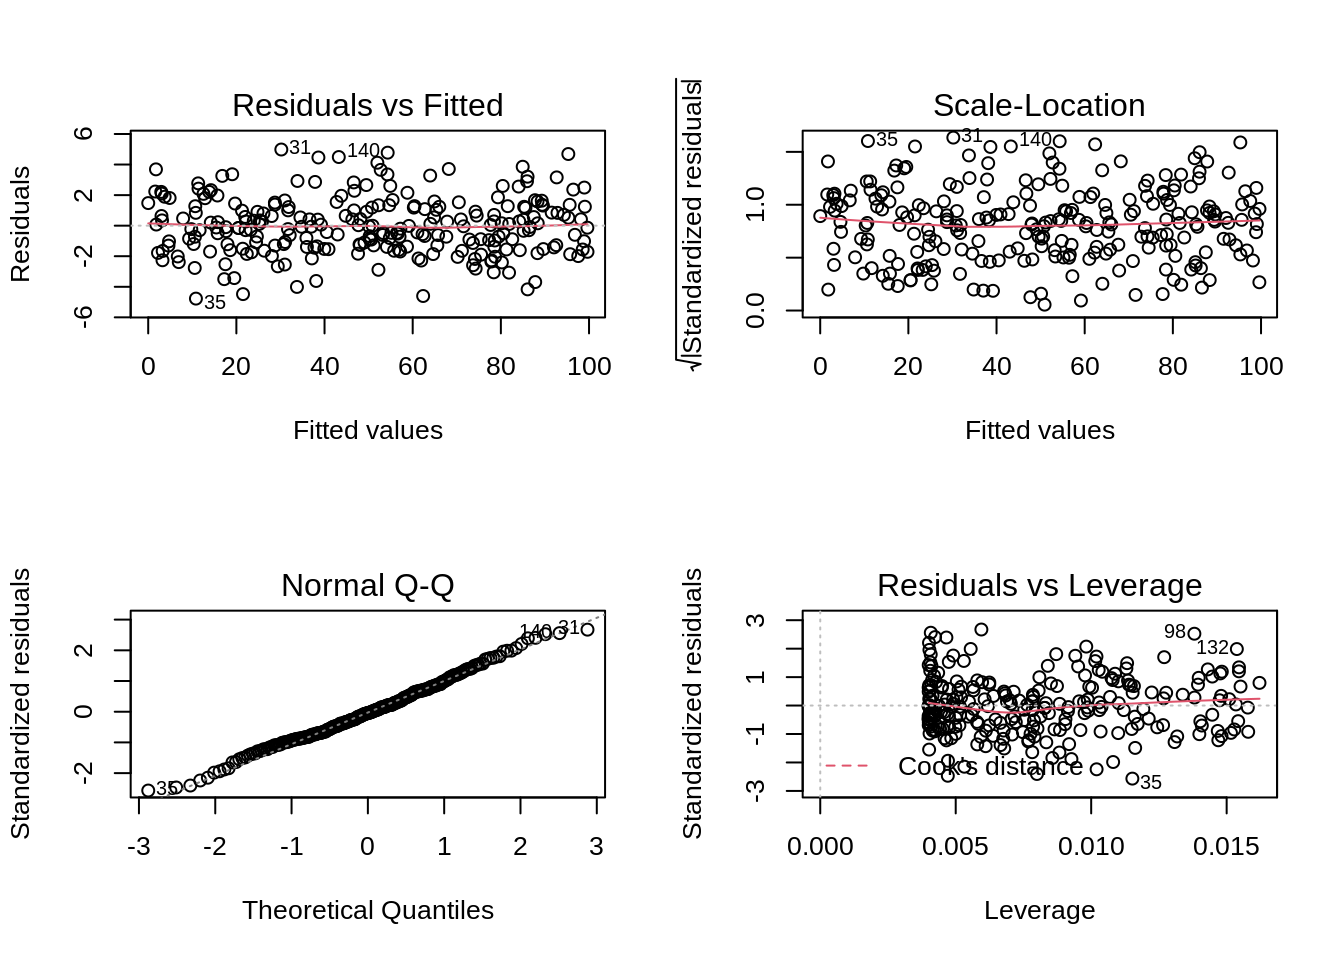 Residuals vs Fitted
Residuals
6
2
-2
-6
31
140
35
0 20 40 60 80 100
Fitted values
Scale-Location
√|Standardized residuals|
1.0
0.0
35
31
140
0 20 40 60 80 100
Fitted values
Normal Q-Q
Standardized residuals
2
0
-2
140
31
35
-3 -2 -1 0 1 2 3
Theoretical Quantiles
Residuals vs Leverage
Standardized residuals
3
1
-1
-3
98
132
Cook's distance
35
0.000 0.005 0.010 0.015
Leverage